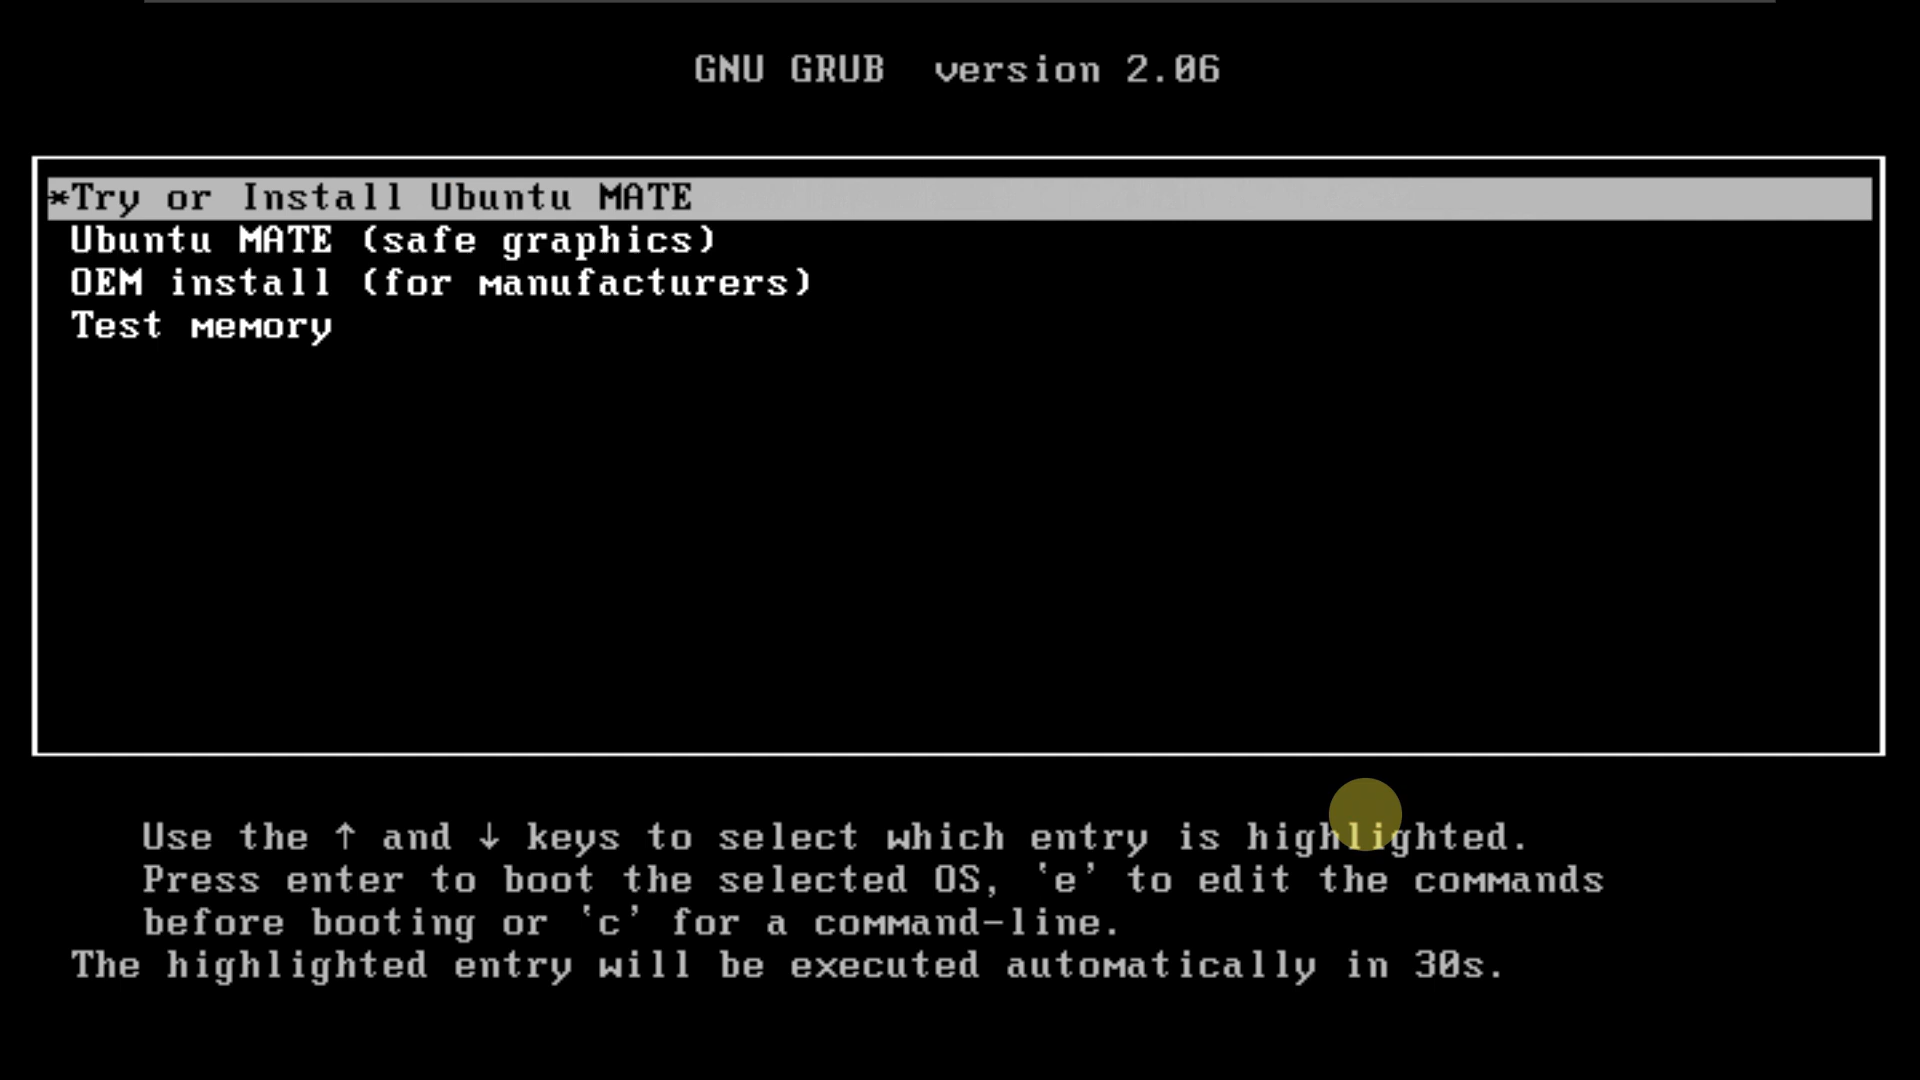 GNU GRUB  version 2.06
*Try or Install Ubuntu MATE
Ubuntu MATE (safe graphics)
OEM install (for manufacturers)
Test memory
Use the ↑ and ↓ keys to select which entry is highlighted.
Press enter to boot the selected OS, `e' to edit the commands
before booting or `c' for a command-line.
The highlighted entry will be executed automatically in 30s.